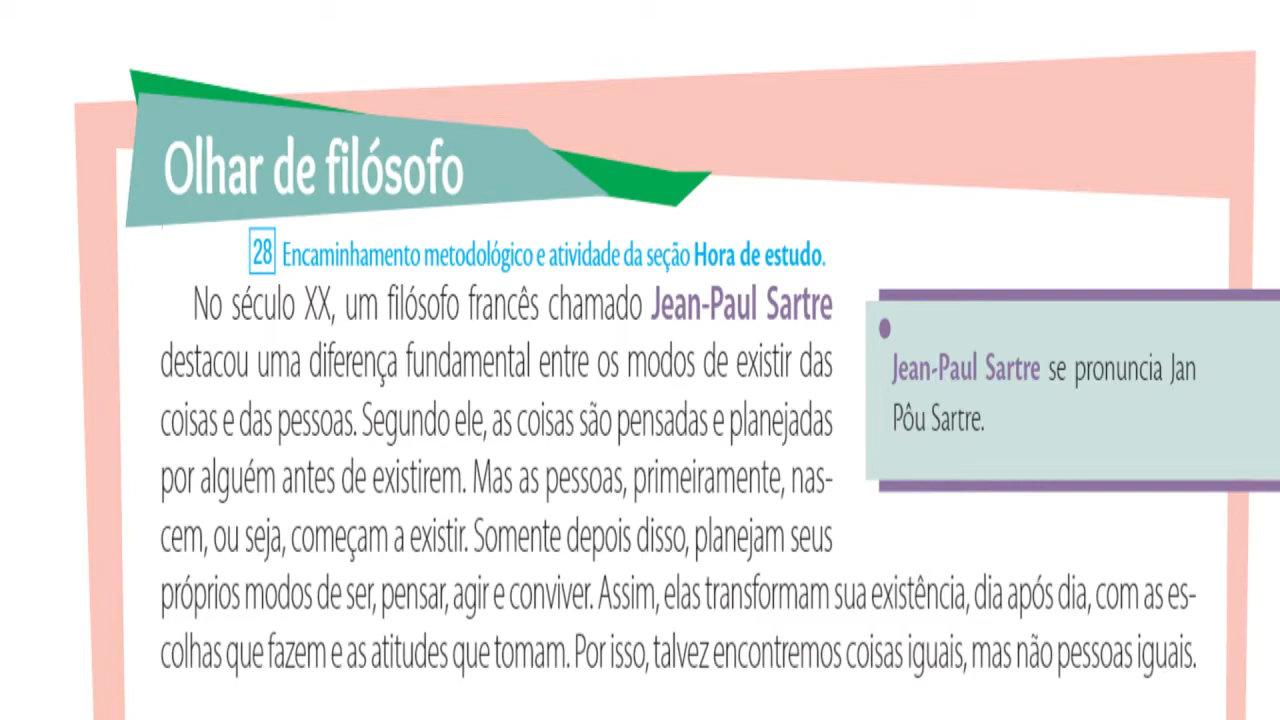 Olhar de filósofo
28 Encaminhamento metodológico e atividade da seção Hora de estudo.
No século XX, um filósofo francês chamado Jean-Paul Sartre
destacou uma diferença fundamental entre os modos de existir das
coisas e das pessoas. Segundo ele, as coisas são pensadas e planejadas
por alguém antes de existirem. Mas as pessoas, primeiramente, nas-
cem, ou seja, começam a existir. Somente depois disso, planejam seus
próprios modos de ser, pensar, agir e conviver. Assim, elas transformam sua existência, dia após dia, com as es-
colhas que fazem e as atitudes que tomam. Por isso, talvez encontremos coisas iguais, mas não pessoas iguais.
Jean-Paul Sartre se pronuncia Jan
Pôu Sartre.